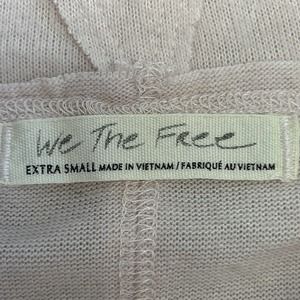 We The Free
EXTRA SMALL MADE IN VIETNAM / FABRIQUÉ AU VIETNAM